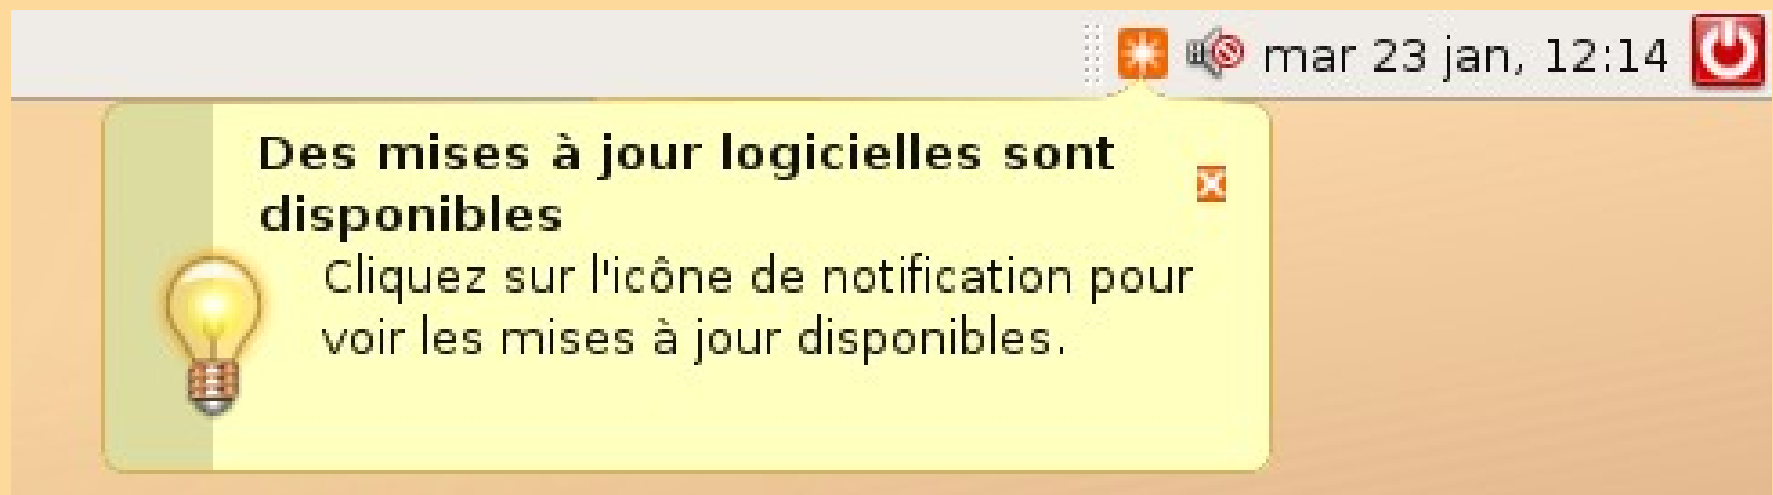 mar 23 jan, 12:14
Des mises à jour logicielles sont
disponibles
Cliquez sur l'icône de notification pour
voir les mises à jour disponibles.